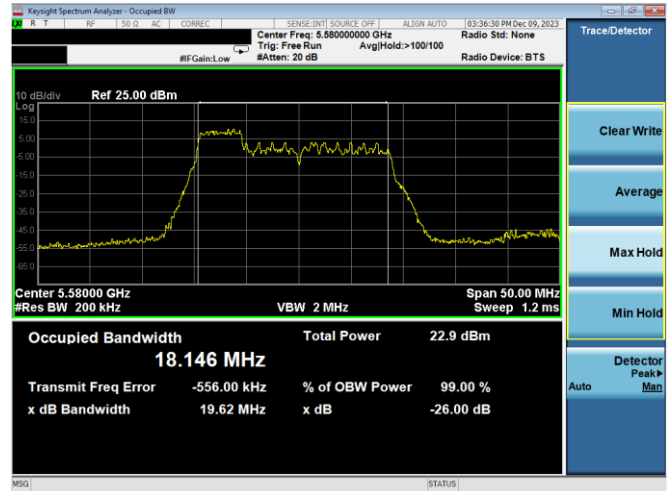 Keysight Spectrum Analyzer - Occupied BW
LXI R T RF 50 Ω AC CORREC SENSE:INT SOURCE OFF ALIGN AUTO 03:36:30 PM Dec 09, 2023
Center Freq: 5.580000000 GHz Radio Std: None
Trig: Free Run Avg|Hold:>100/100
#IFGain:Low #Atten: 20 dB Radio Device: BTS
Trace/Detector
10 dB/div Ref 25.00 dBm
Log
15.0
5.00
-5.00
-15.0
-25.0
-35.0
-45.0
-55.0
-65.0
Center 5.58000 GHz Span 50.00 MHz
#Res BW 200 kHz VBW 2 MHz Sweep 1.2 ms
Occupied Bandwidth Total Power 22.9 dBm
18.146 MHz
Transmit Freq Error -556.00 kHz % of OBW Power 99.00 %
x dB Bandwidth 19.62 MHz x dB -26.00 dB
Clear Write
Average
Max Hold
Min Hold
Detector
Peak▶
Auto Man
MSG STATUS